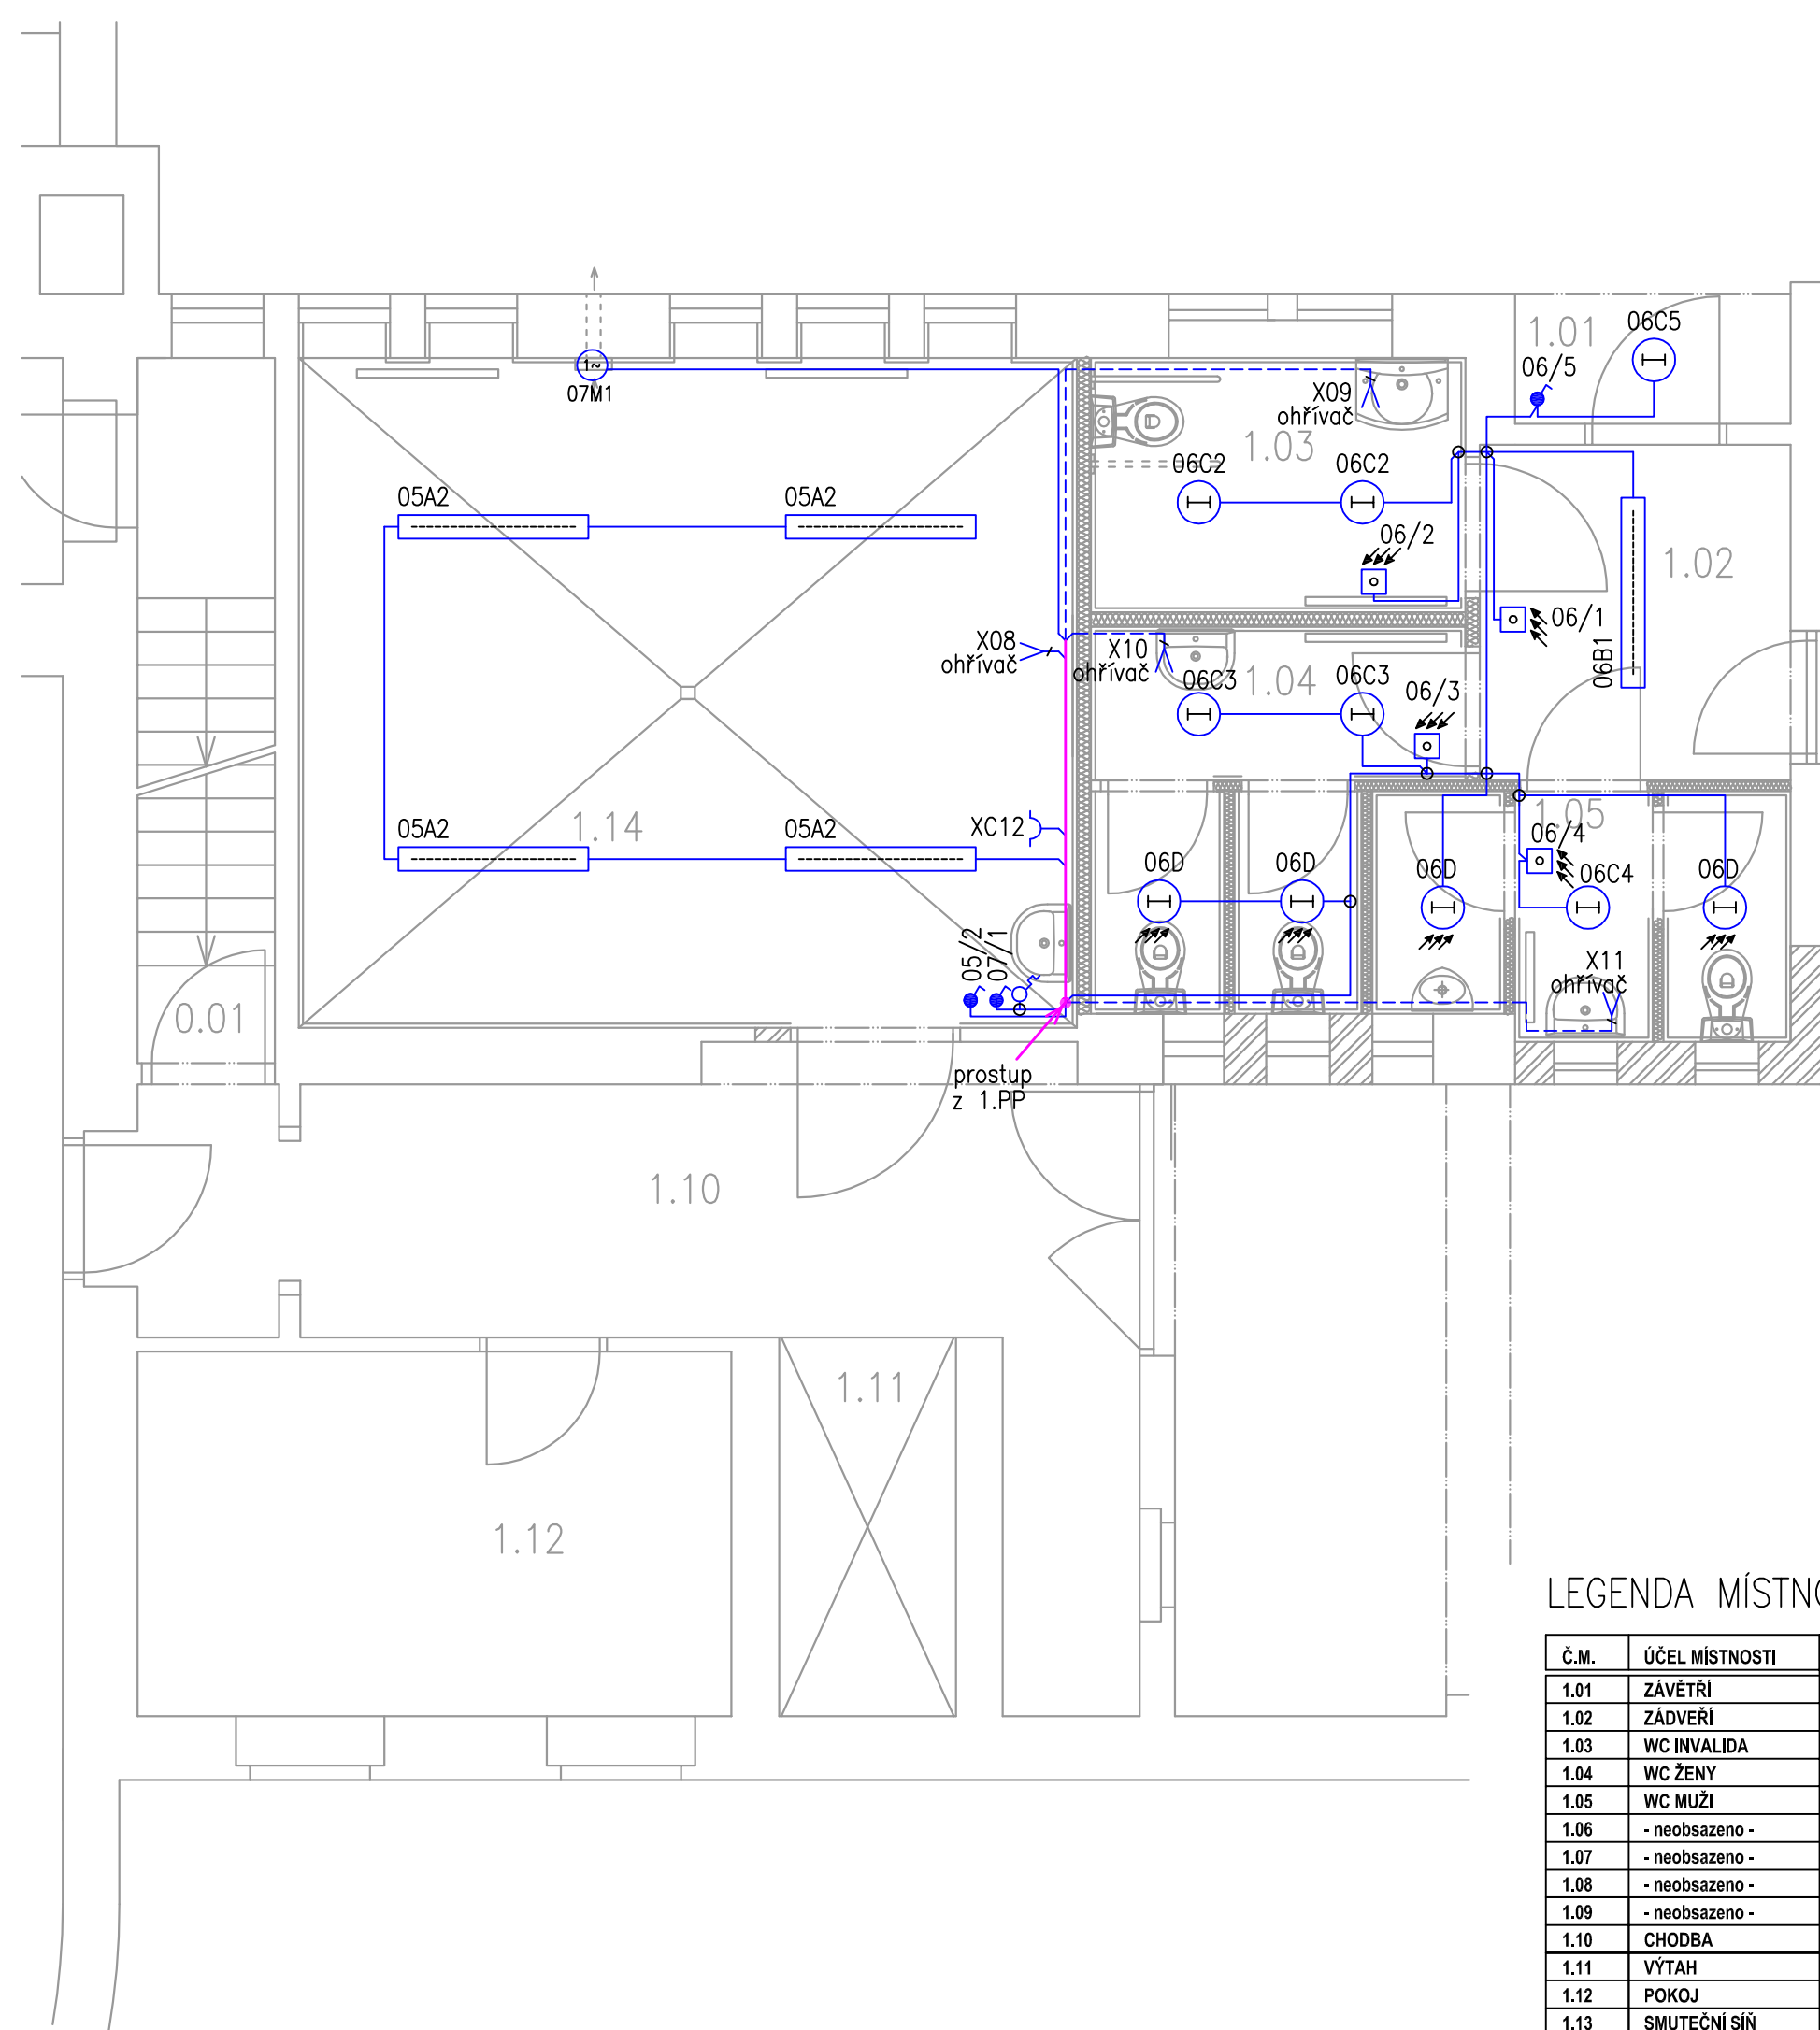 1.01
06C5
06/5
1~
07M1
X09
ohřívač
1.03
06C2
06C2
05A2
05A2
06/2
1.02
06/1
06B1
X08
ohřívač
X10
ohřívač
06C3
1.04
06C3
06/3
05A2
1.14
05A2
XC12
1.05
06/4
06D
06D
06D
06C4
06D
05/2
07/1
X11
ohřívač
0.01
prostup
z 1.PP
1.10
1.11
1.12
LEGENDA MÍSTN
Č.M. ÚČEL MÍSTNOSTI
1.01 ZÁVĚTŘÍ
1.02 ZÁDVEŘÍ
1.03 WC INVALIDA
1.04 WC ŽENY
1.05 WC MUŽI
1.06 - neobsazeno -
1.07 - neobsazeno -
1.08 - neobsazeno -
1.09 - neobsazeno -
1.10 CHODBA
1.11 VÝTAH
1.12 POKOJ
1.13 SMUTEČNÍ SÍŇ